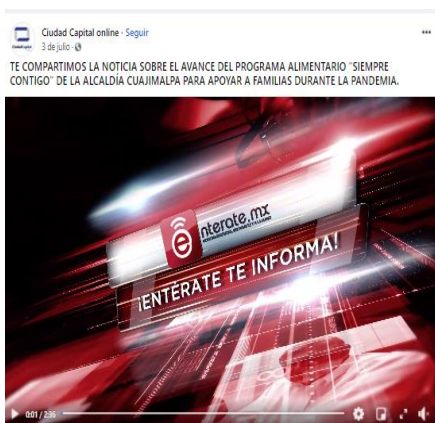 Ciudad Capital online · Seguir
3 de julio ·
TE COMPARTIMOS LA NOTICIA SOBRE EL AVANCE DEL PROGRAMA ALIMENTARIO ¨SIEMPRE
CONTIGO¨ DE LA ALCALDÍA CUAJIMALPA PARA APOYAR A FAMILIAS DURANTE LA PANDEMIA.
enterate.mx
¡ENTÉRATE TE INFORMA!
0:01 / 2:36